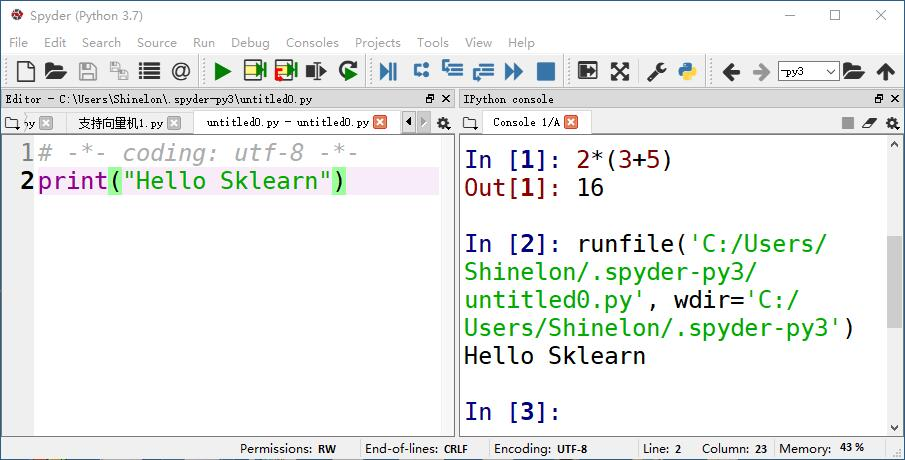 Spyder (Python 3.7)
File Edit Search Source Run Debug Consoles Projects Tools View Help
@ -py3
Editor - C:\Users\Shinelon\.spyder-py3\untitled0.py
IPython console
py 支持向量机1.py untitled0.py - untitled0.py
Console 1/A
1 # -*- coding: utf-8 -*-
2 print("Hello Sklearn")
In [1]: 2*(3+5)
Out[1]: 16
In [2]: runfile('C:/Users/
Shinelon/.spyder-py3/
untitled0.py', wdir='C:/
Users/Shinelon/.spyder-py3')
Hello Sklearn
In [3]:
Permissions: RW End-of-lines: CRLF Encoding: UTF-8 Line: 2 Column: 23 Memory: 43 %